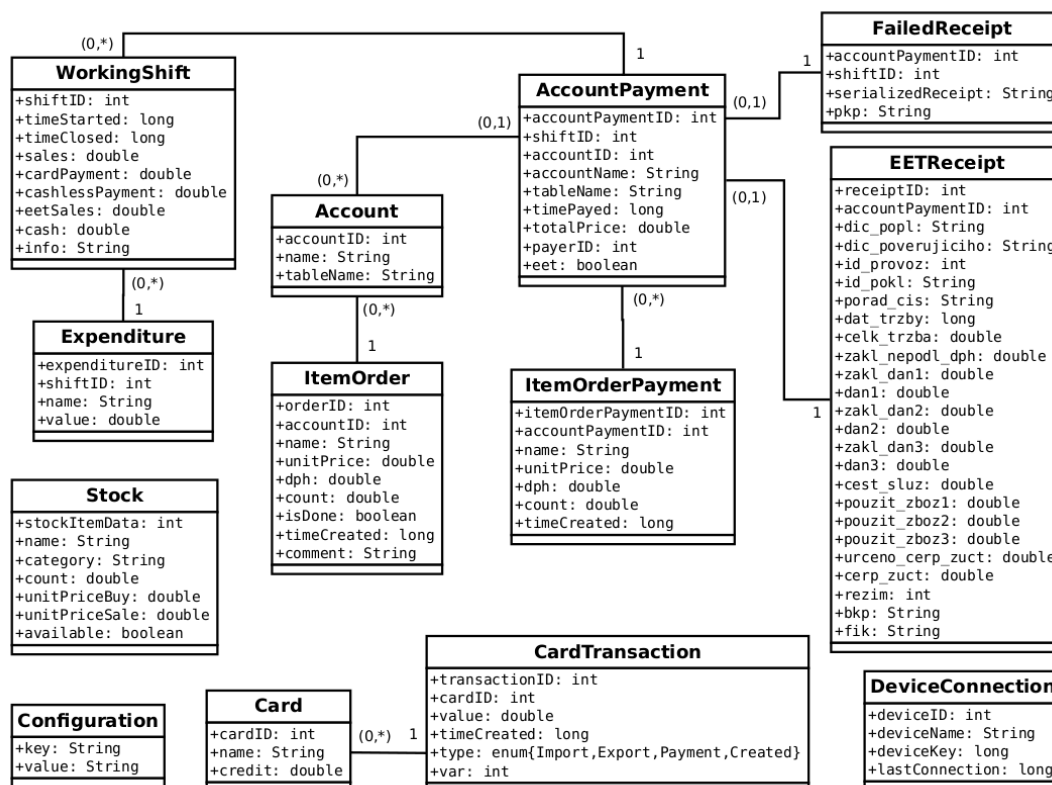 (0,*)
1
WorkingShift
+shiftID: int
+timeStarted: long
+timeClosed: long
+sales: double
+cardPayment: double
+cashlessPayment: double
+eetSales: double
+cash: double
+info: String
(0,*)
1
Expenditure
+expenditureID: int
+shiftID: int
+name: String
+value: double
(0,1)
(0,*)
Account
+accountID: int
+name: String
+tableName: String
(0,*)
1
ItemOrder
+orderID: int
+accountID: int
+name: String
+unitPrice: double
+dph: double
+count: double
+isDone: boolean
+timeCreated: long
+comment: String
AccountPayment
+accountPaymentID: int
+shiftID: int
+accountID: int
+accountName: String
+tableName: String
+timePayed: long
+totalPrice: double
+payerID: int
+eet: boolean
(0,*)
1
ItemOrderPayment
+itemOrderPaymentID: int
+accountPaymentID: int
+name: String
+unitPrice: double
+dph: double
+count: double
+timeCreated: long
1
(0,1)
FailedReceipt
+accountPaymentID: int
+shiftID: int
+serializedReceipt: String
+pkp: String
(0,1)
1
EETReceipt
+receiptID: int
+accountPaymentID: int
+dic_popl: String
+dic_poverujiciho: String
+id_provoz: int
+id_pokl: String
+porad_cis: String
+dat_trzby: long
+celk_trzba: double
+zakl_nepodl_dph: double
+zakl_dan1: double
+dan1: double
+zakl_dan2: double
+dan2: double
+zakl_dan3: double
+dan3: double
+cest_sluz: double
+pouzit_zboz1: double
+pouzit_zboz2: double
+pouzit_zboz3: double
+urceno_cerp_zuct: double
+cerp_zuct: double
+rezim: int
+bkp: String
+fik: String
Stock
+stockItemData: int
+name: String
+category: String
+count: double
+unitPriceBuy: double
+unitPriceSale: double
+available: boolean
Configuration
+key: String
+value: String
Card
+cardID: int
+name: String
+credit: double
(0,*)
1
CardTransaction
+transactionID: int
+cardID: int
+value: double
+timeCreated: long
+type: enum{Import,Export,Payment,Created}
+var: int
DeviceConnection
+deviceID: int
+deviceName: String
+deviceKey: long
+lastConnection: long